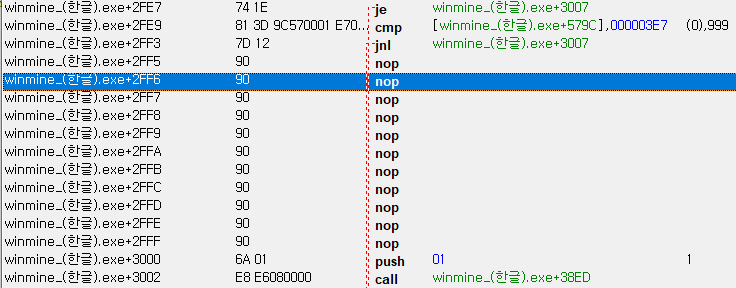 winmine_(한글).exe+2FE7 74 1E je winmine_(한글).exe+3007
winmine_(한글).exe+2FE9 81 3D 9C570001 E70... cmp [winmine_(한글).exe+579C],000003E7 (0),999
winmine_(한글).exe+2FF3 7D 12 jnl winmine_(한글).exe+3007
winmine_(한글).exe+2FF5 90 nop
winmine_(한글).exe+2FF6 90 nop
winmine_(한글).exe+2FF7 90 nop
winmine_(한글).exe+2FF8 90 nop
winmine_(한글).exe+2FF9 90 nop
winmine_(한글).exe+2FFA 90 nop
winmine_(한글).exe+2FFB 90 nop
winmine_(한글).exe+2FFC 90 nop
winmine_(한글).exe+2FFD 90 nop
winmine_(한글).exe+2FFE 90 nop
winmine_(한글).exe+2FFF 90 nop
winmine_(한글).exe+3000 6A 01 push 01 1
winmine_(한글).exe+3002 E8 E6080000 call winmine_(한글).exe+38ED